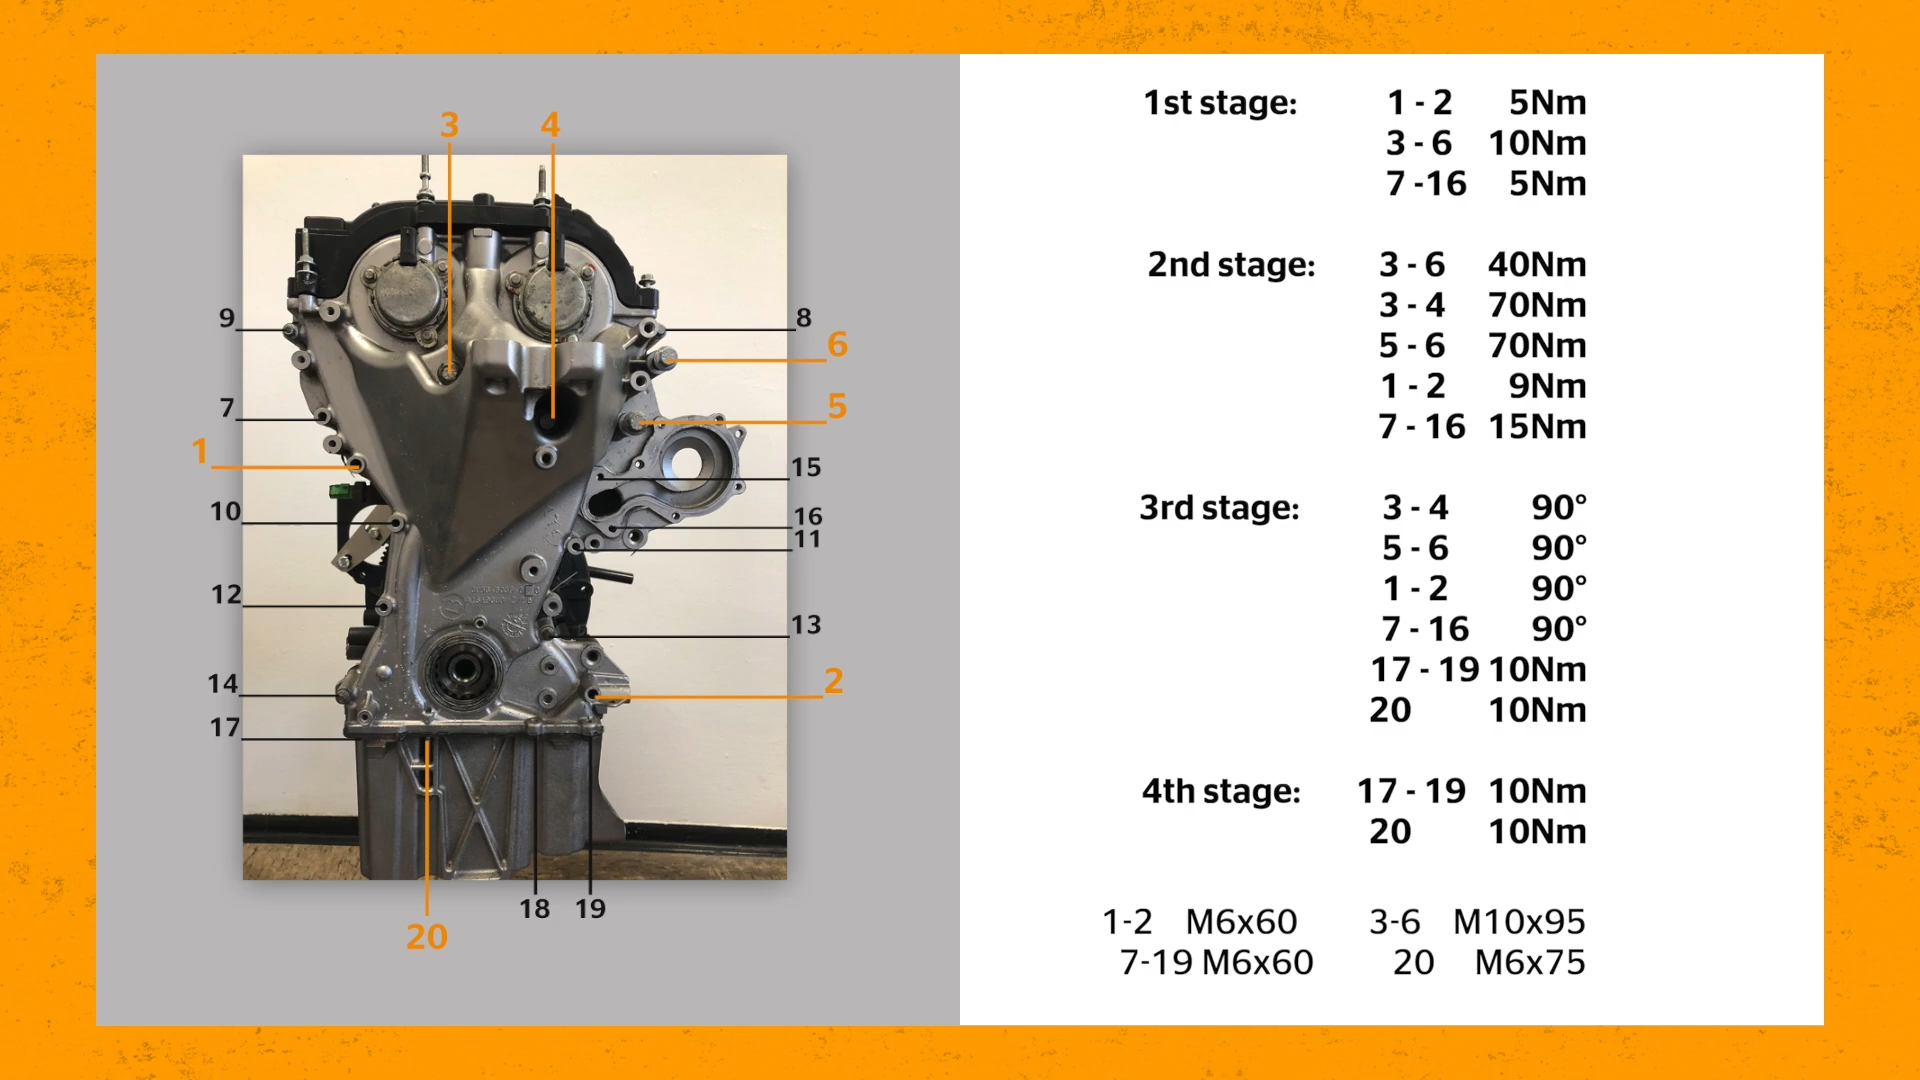 3 4
9 8
6
7 5
1
15
10 16
11
12
13
14 2
17
18 19
20
1st stage: 1 - 2 5Nm
3 - 6 10Nm
7 -16 5Nm
2nd stage: 3 - 6 40Nm
3 - 4 70Nm
5 - 6 70Nm
1 - 2 9Nm
7 - 16 15Nm
3rd stage: 3 - 4 90°
5 - 6 90°
1 - 2 90°
7 - 16 90°
17 - 19 10Nm
20 10Nm
4th stage: 17 - 19 10Nm
20 10Nm
1-2 M6x60 3-6 M10x95
7-19 M6x60 20 M6x75